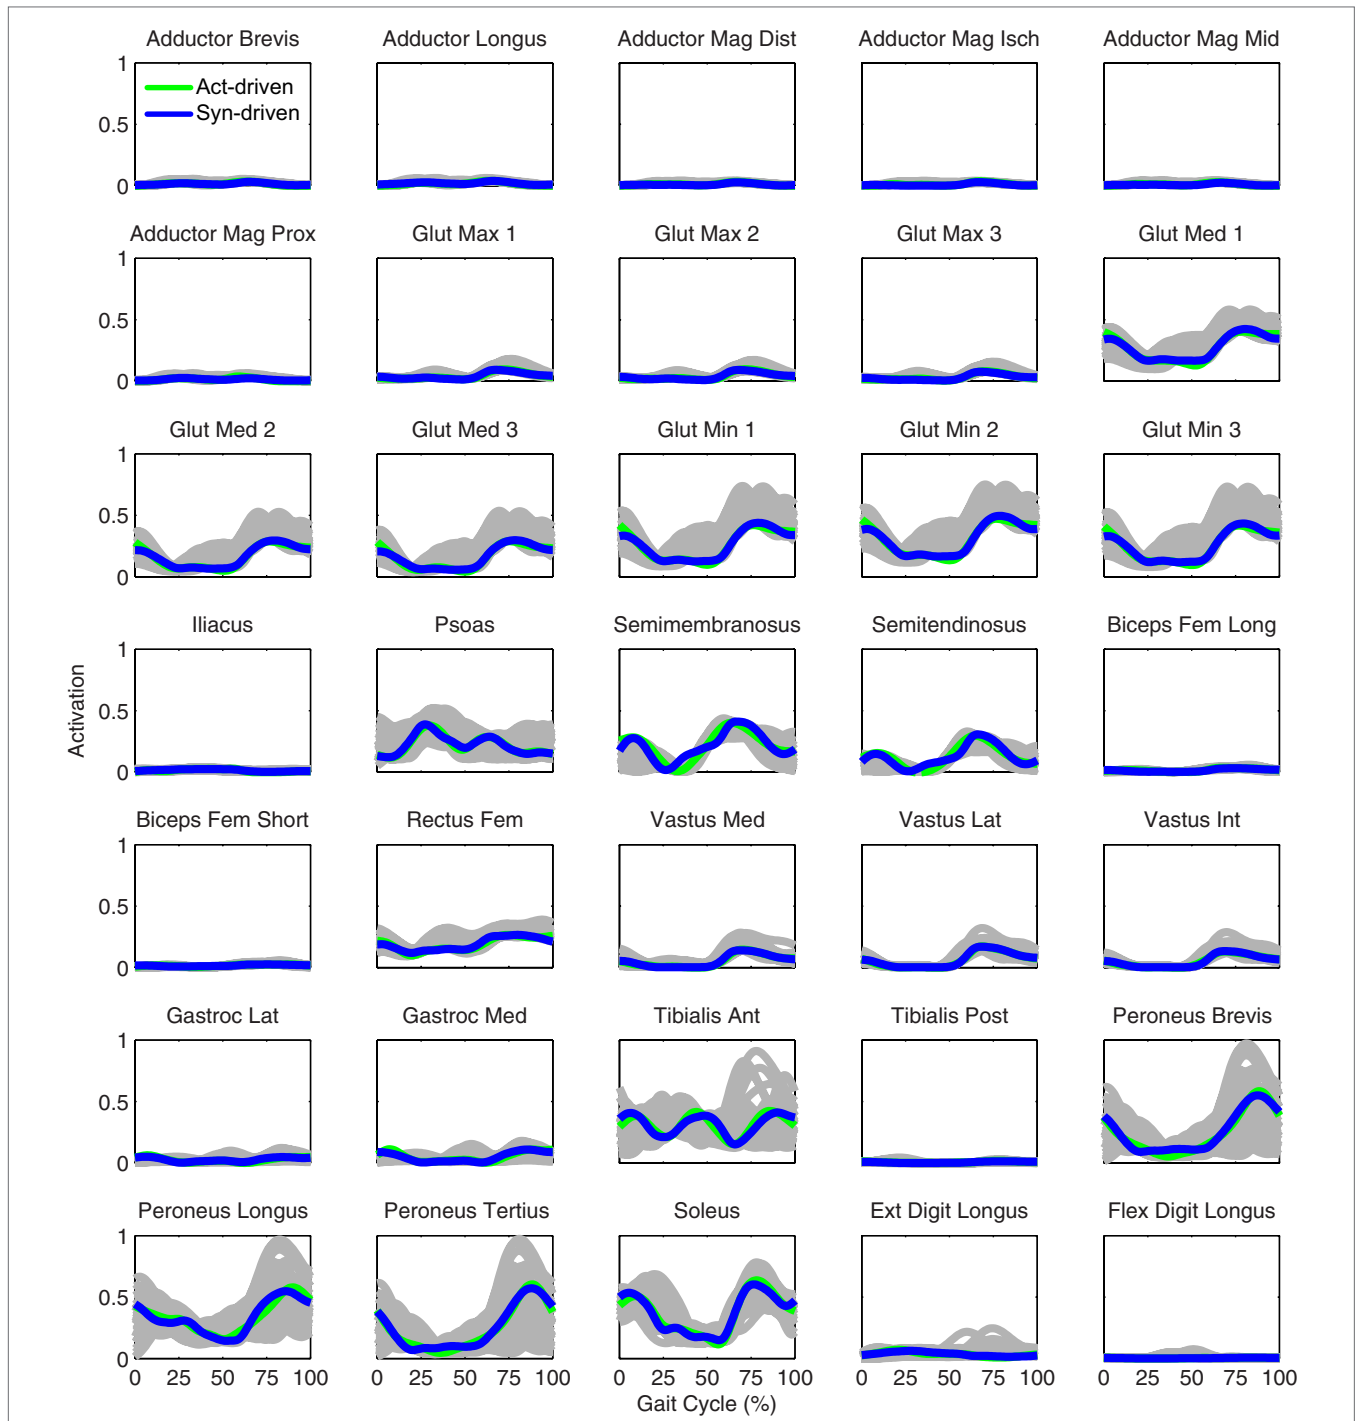 Adductor Brevis
Adductor Longus
Adductor Mag Dist
Adductor Mag Isch
Adductor Mag Mid
1
0.5
0
Act-driven
Syn-driven
Adductor Mag Prox
Glut Max 1
Glut Max 2
Glut Max 3
Glut Med 1
1
0.5
0
Glut Med 2
Glut Med 3
Glut Min 1
Glut Min 2
Glut Min 3
1
0.5
0
Iliacus
Psoas
Semimembranosus
Semitendinosus
Biceps Fem Long
1
0.5
0
Activation
Biceps Fem Short
Rectus Fem
Vastus Med
Vastus Lat
Vastus Int
1
0.5
0
Gastroc Lat
Gastroc Med
Tibialis Ant
Tibialis Post
Peroneus Brevis
1
0.5
0
Peroneus Longus
Peroneus Tertius
Soleus
Ext Digit Longus
Flex Digit Longus
1
0.5
0
0 25 50 75 100
0 25 50 75 100
0 25 50 75 100
0 25 50 75 100
0 25 50 75 100
Gait Cycle (%)